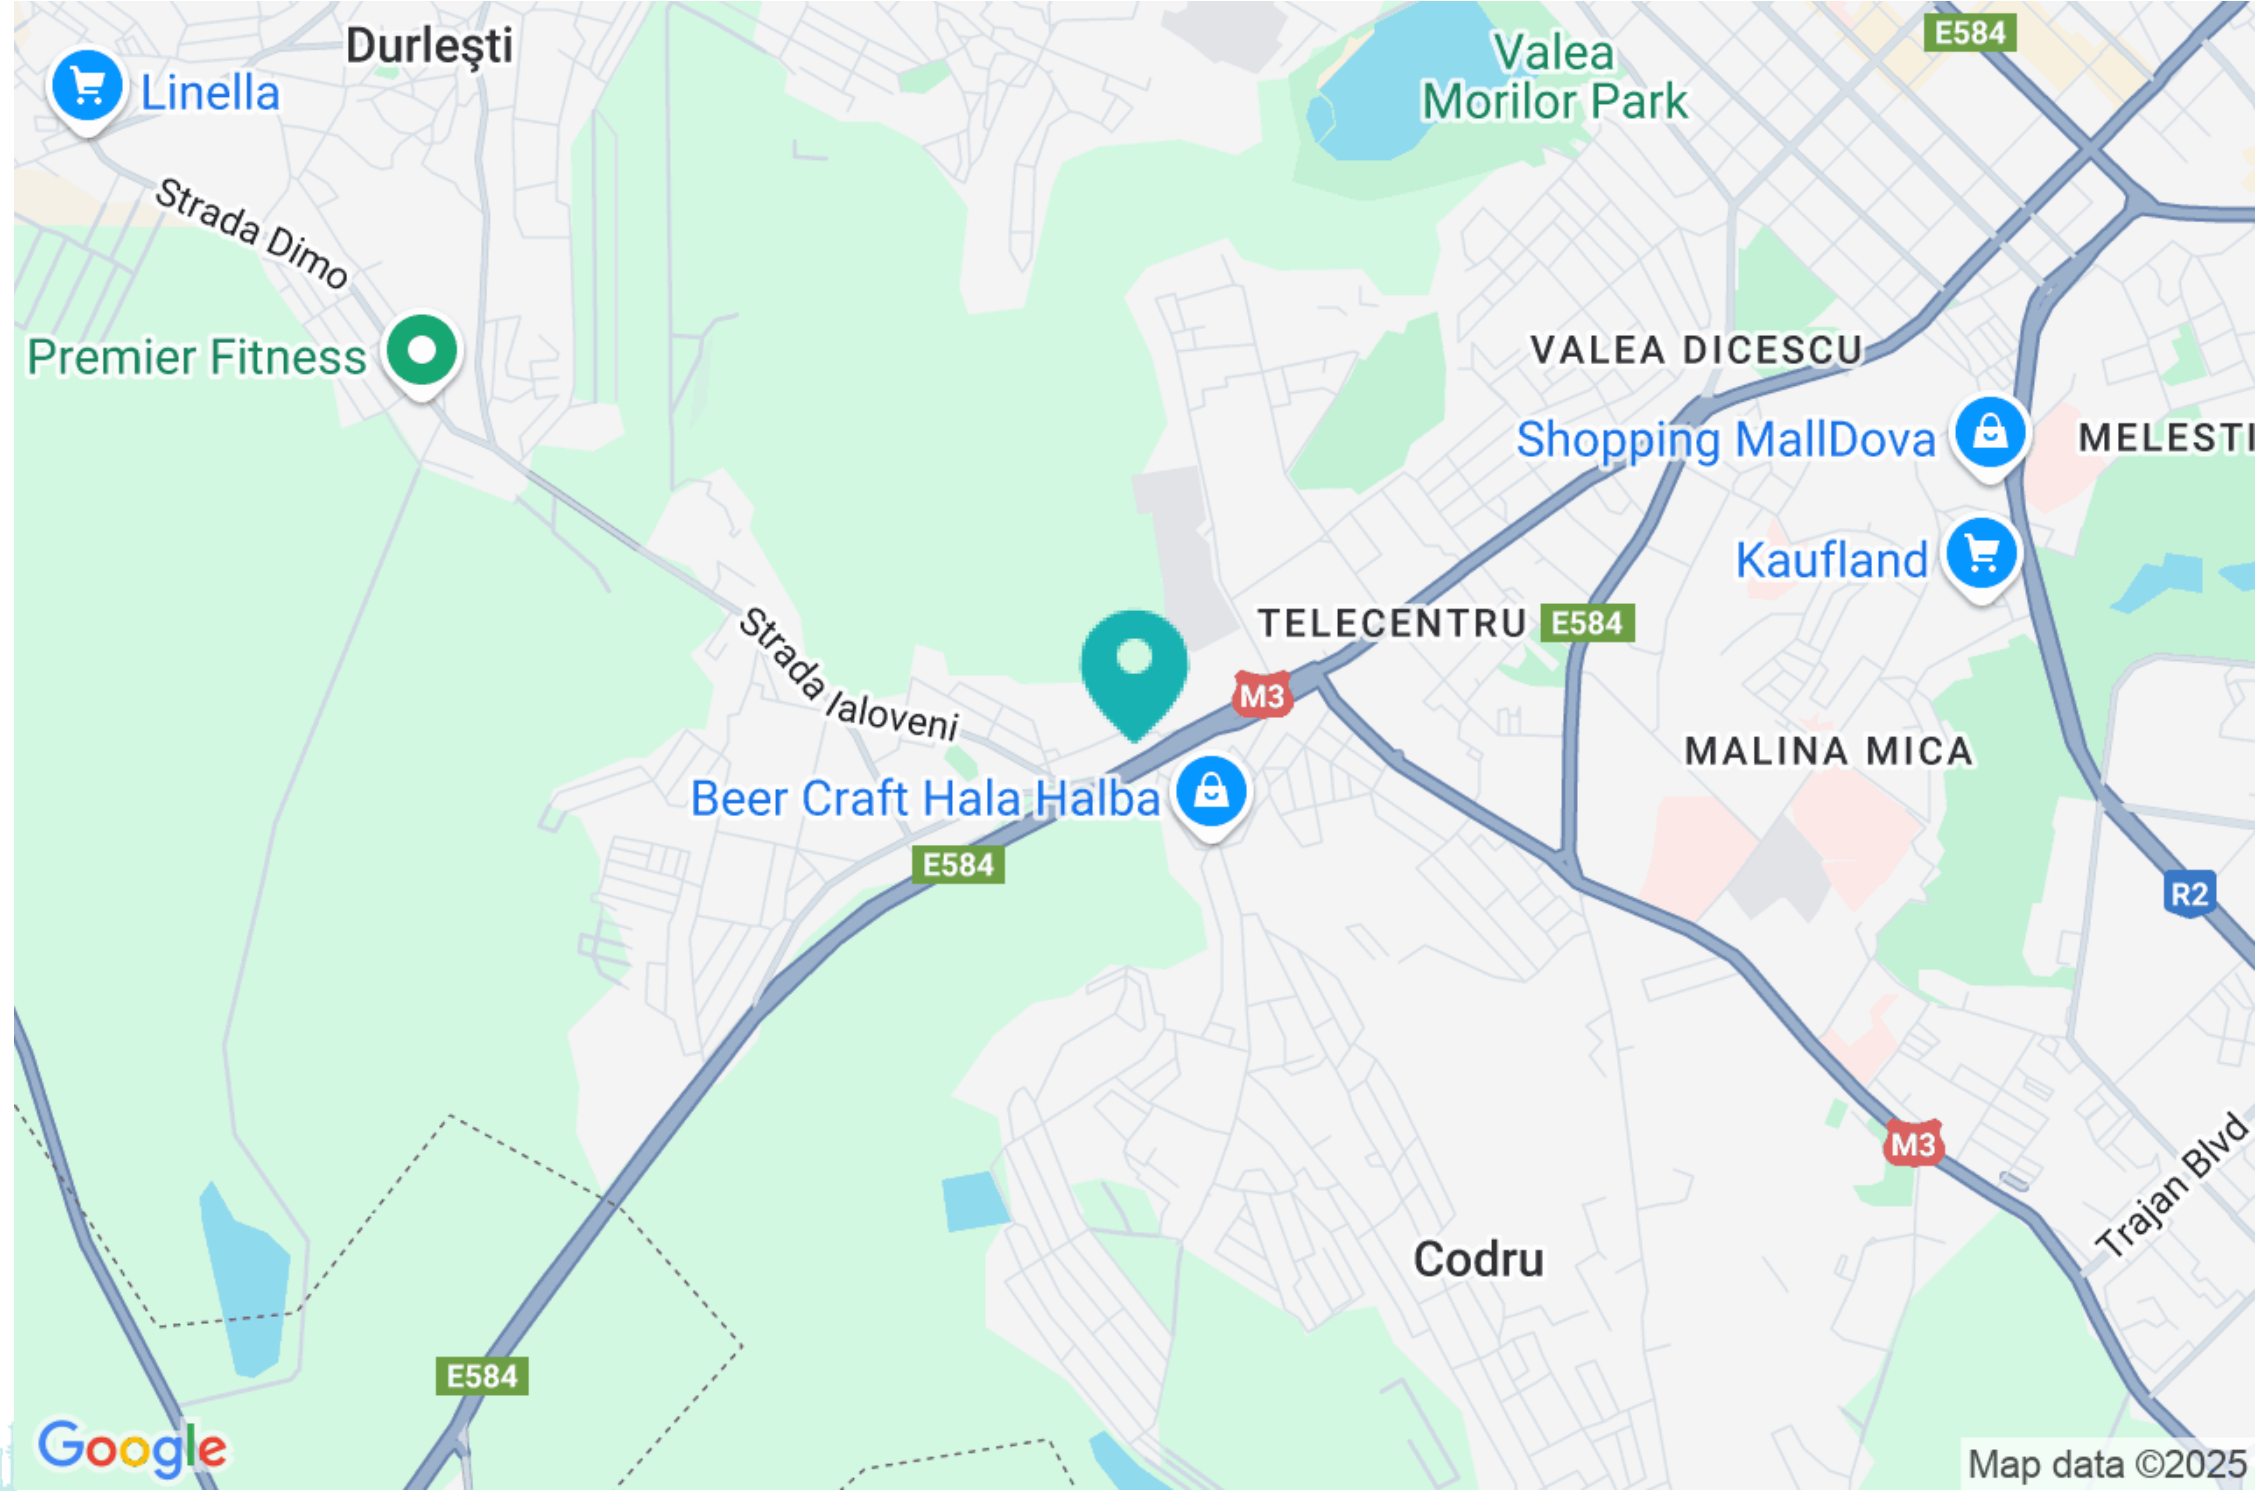 E584
Durleşti
Valea
Morilor Park
Linella
Strada Dimo
Premier Fitness
VALEA DICESCU
Shopping MallDova
MELESTI
Kaufland
TELECENTRU
E584
Strada Ialoveni
M3
MALINA MICA
Beer Craft Hala Halba
E584
R2
M3
Trajan Blvd
Codru
E584
Google
Map data ©2025